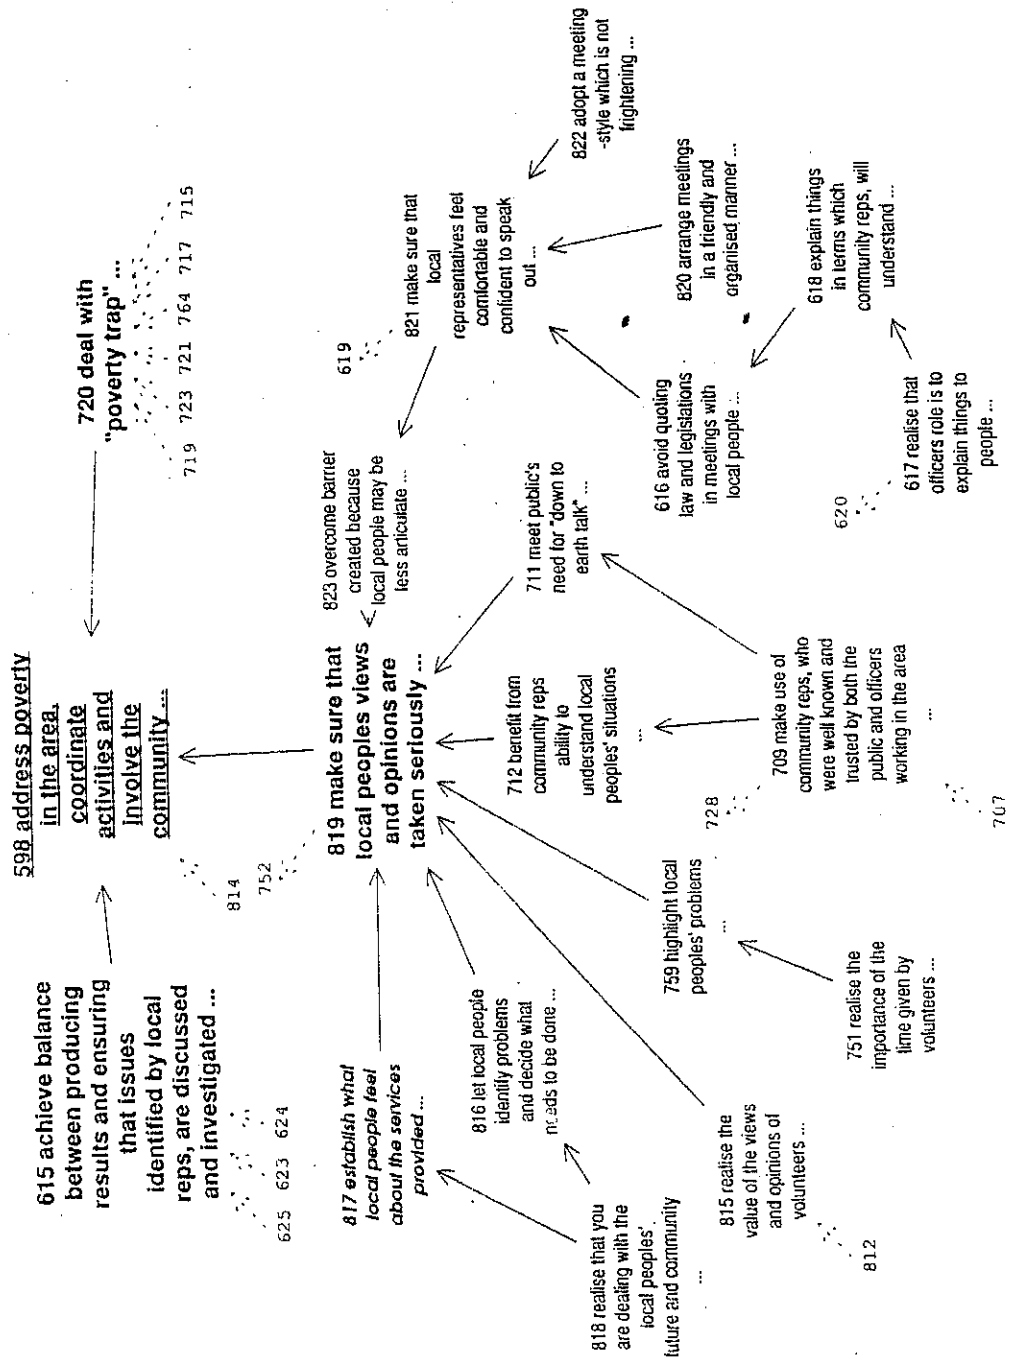 598 address poverty
in the area,
coordinate
activities and
involve the
community ...
615 achieve balance
between producing
results and ensuring
that issues
identified by local
reps, are discussed
and investigated ...
625 623 624
814
752
720 deal with
"poverty trap" ...
719 723 721 764 717 715
819 make sure that
local peoples views
and opinions are
taken seriously ...
823 overcome barrier
created because
local people may be
less articulate ...
619
821 make sure that
local
representatives feel
comfortable and
confident to speak
out ...
822 adopt a meeting
-style which is not
frightening ...
817 establish what
local people feel
about the services
provided ...
816 let local people
identify problems
and decide what
needs to be done ...
712 benefit from
community reps
ability to
understand local
peoples' situations
...
711 meet public's
need for "down to
earth talk" ...
616 avoid quoting
law and legislations
in meetings with
local people ...
820 arrange meetings
in a friendly and
organised manner ...
818 realise that you
are dealing with the
local peoples'
future and community
...
815 realise the
value of the views
and opinions of
volunteers ...
812
759 highlight local
peoples' problems
...
751 realise the
importance of the
time given by
volunteers ...
728
709 make use of
community reps, who
were well known and
trusted by both the
public and officers
working in the area
...
707
618 explain things
in terms which
community reps, will
understand ...
620
617 realise that
officers role is to
explain things to
people ...